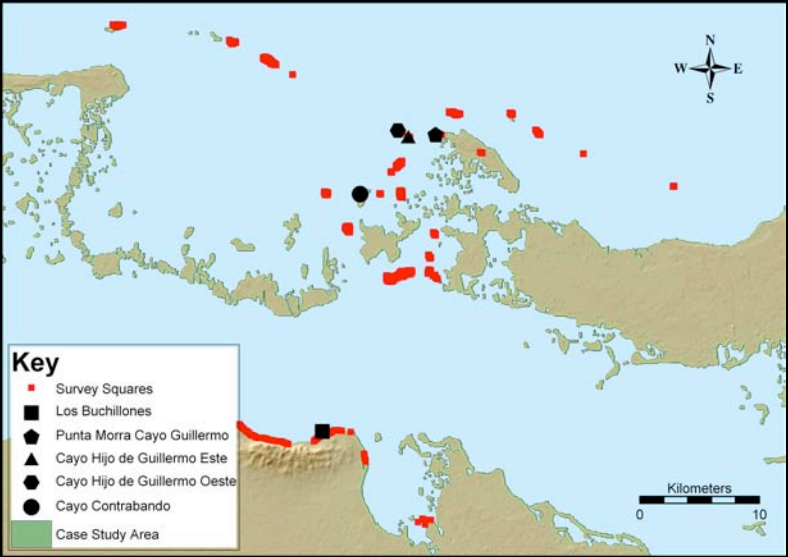 N
W E
S
Key
Survey Squares
Los Buchillones
Punta Morra Cayo Guillermo
Cayo Hijo de Guillermo Este
Cayo Hijo de Guillermo Oeste
Cayo Contrabando
Case Study Area
Kilometers
0 10